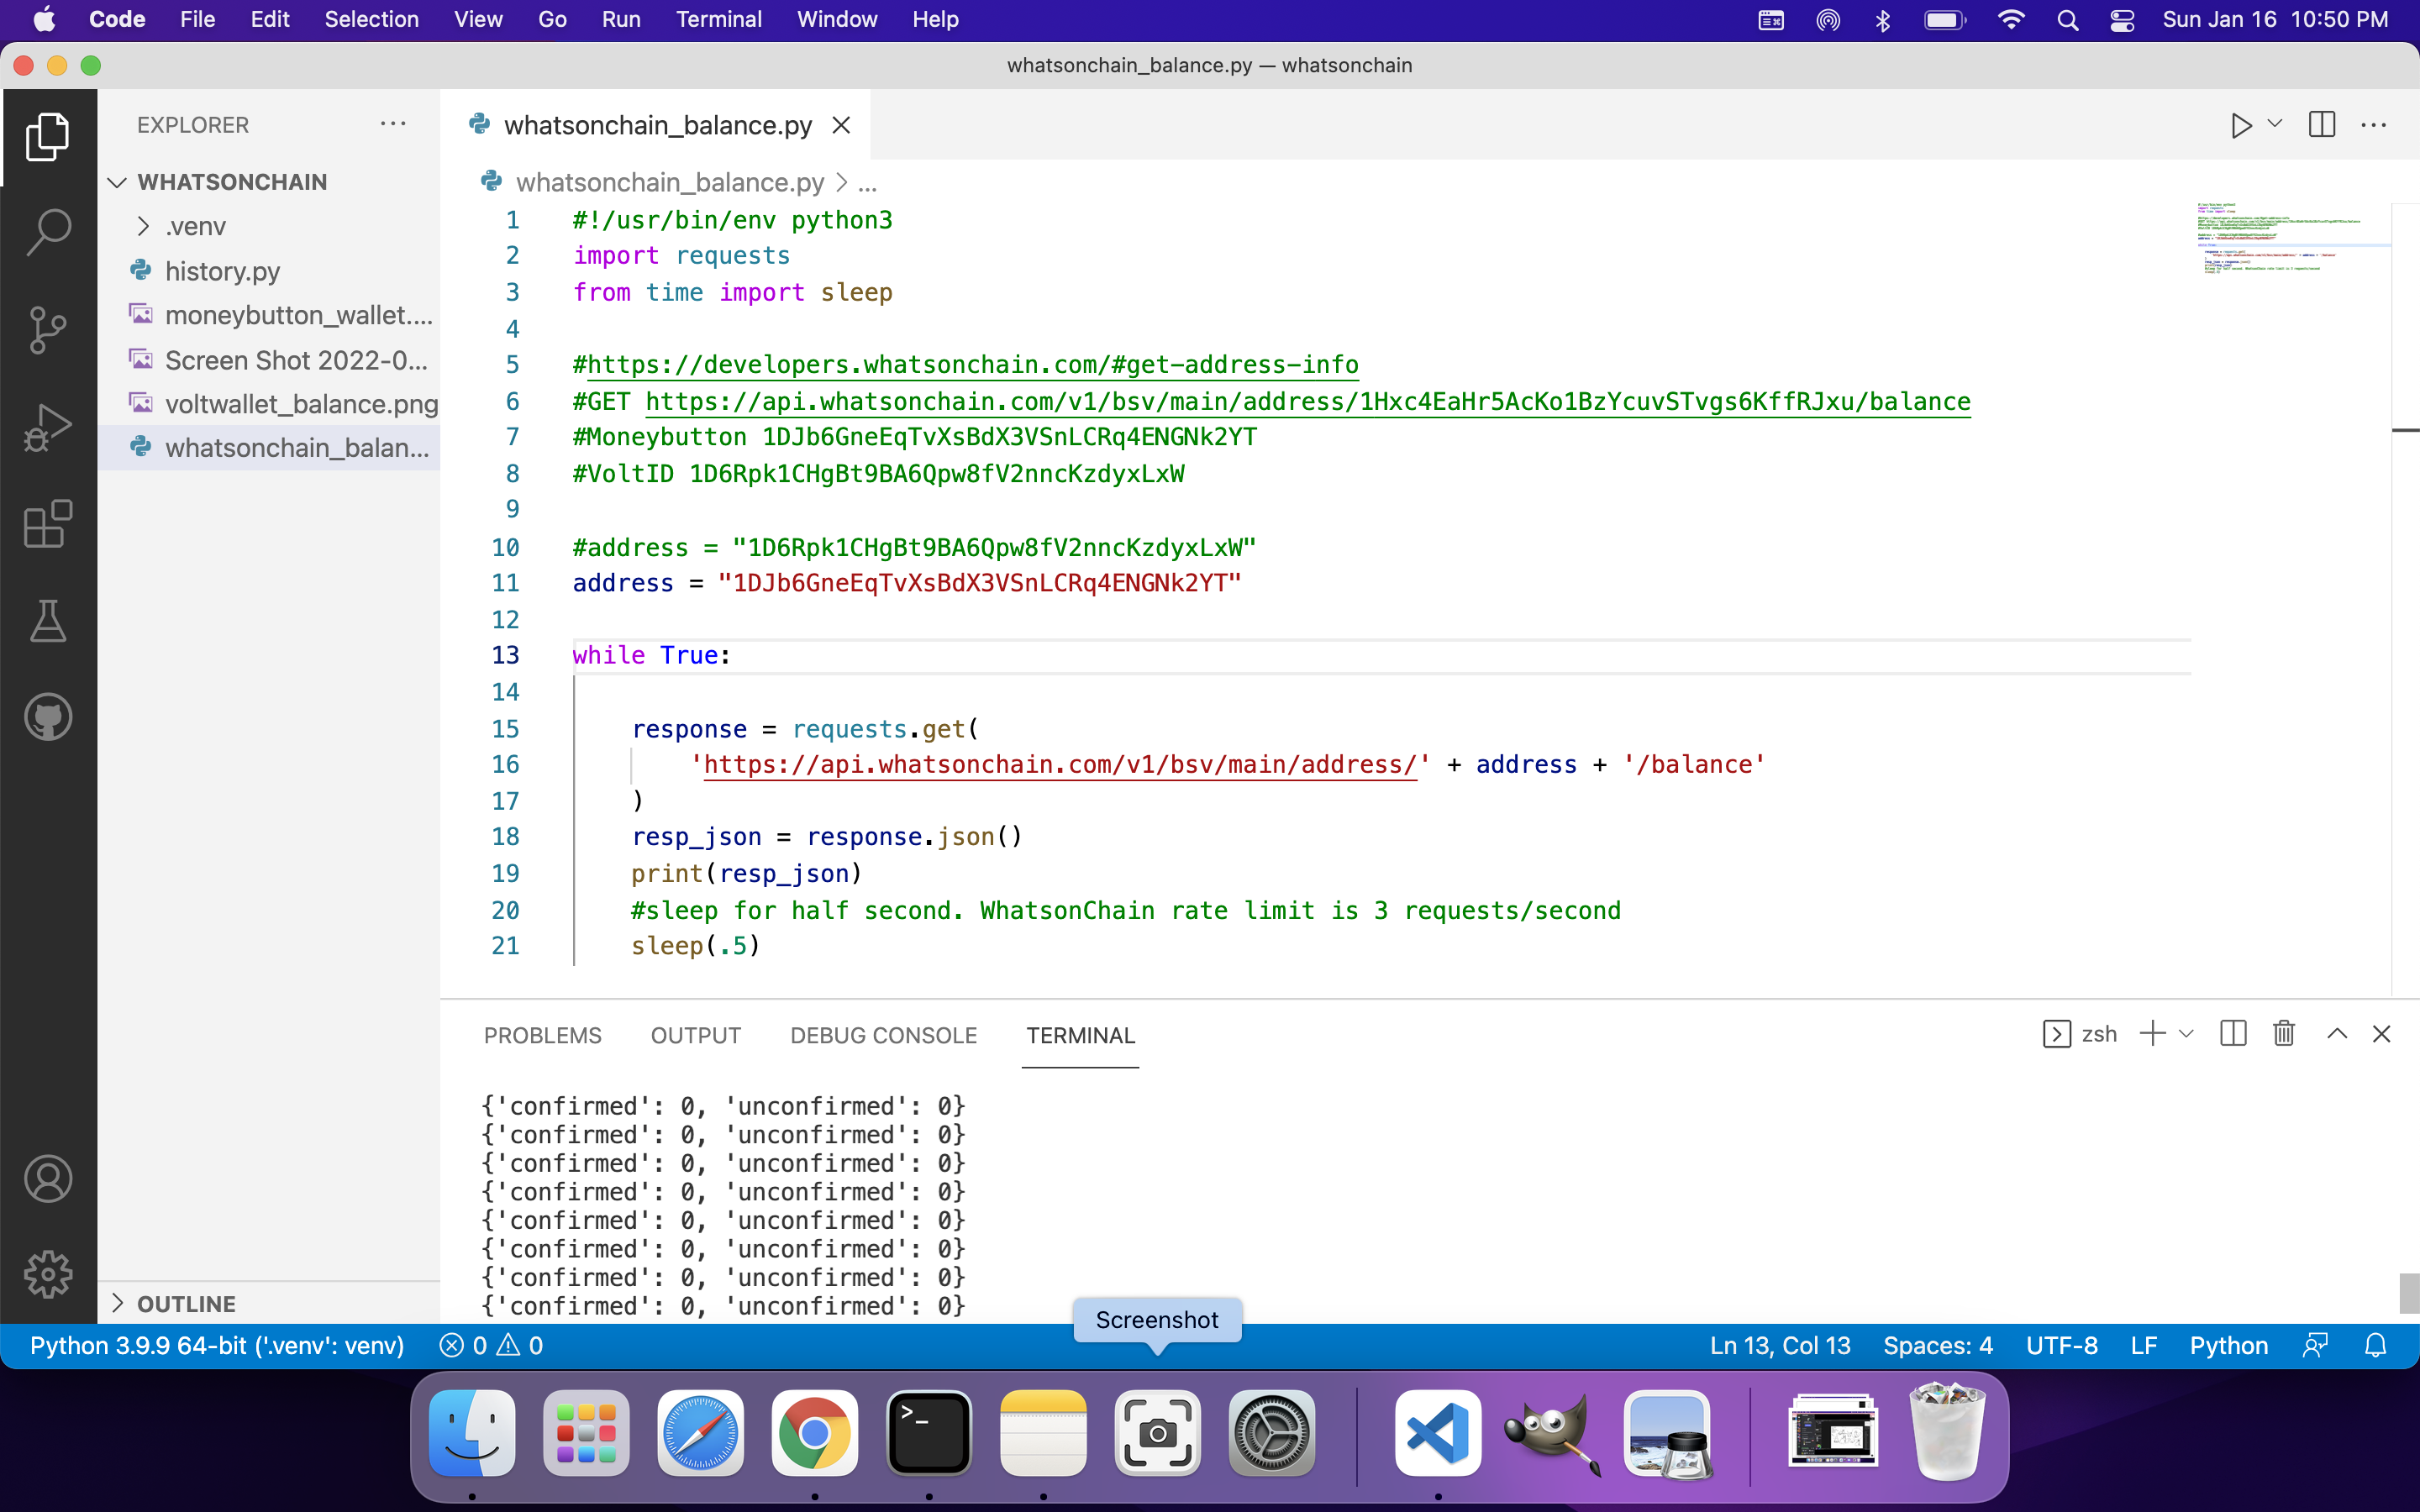 Code File Edit Selection View Go Run Terminal Window Help Sun Jan 16 10:50 PM
whatsonchain_balance.py — whatsonchain
EXPLORER
WHATSONCHAIN
.venv
history.py
moneybutton_wallet....
Screen Shot 2022-0...
voltwallet_balance.png
whatsonchain_balan...
OUTLINE
whatsonchain_balance.py
whatsonchain_balance.py > ...
1 #!/usr/bin/env python3
2 import requests
3 from time import sleep
4
5 #https://developers.whatsonchain.com/#get-address-info
6 #GET https://api.whatsonchain.com/v1/bsv/main/address/1Hxc4EaHr5AcKo1BzYcuvSTvgs6KffRJxu/balance
7 #Moneybutton 1DJb6GneEqTvXsBdX3VSnLCRq4ENGNk2YT
8 #VoltID 1D6Rpk1CHgBt9BA6Qpw8fV2nncKzdyxLxW
9
10 #address = "1D6Rpk1CHgBt9BA6Qpw8fV2nncKzdyxLxW"
11 address = "1DJb6GneEqTvXsBdX3VSnLCRq4ENGNk2YT"
12
13 while True:
14
15 response = requests.get(
16 'https://api.whatsonchain.com/v1/bsv/main/address/' + address + '/balance'
17 )
18 resp_json = response.json()
19 print(resp_json)
20 #sleep for half second. WhatsonChain rate limit is 3 requests/second
21 sleep(.5)
PROBLEMS OUTPUT DEBUG CONSOLE TERMINAL zsh
{'confirmed': 0, 'unconfirmed': 0}
{'confirmed': 0, 'unconfirmed': 0}
{'confirmed': 0, 'unconfirmed': 0}
{'confirmed': 0, 'unconfirmed': 0}
{'confirmed': 0, 'unconfirmed': 0}
{'confirmed': 0, 'unconfirmed': 0}
{'confirmed': 0, 'unconfirmed': 0}
{'confirmed': 0, 'unconfirmed': 0}
Screenshot
Python 3.9.9 64-bit ('.venv': venv) 0 0 Ln 13, Col 13 Spaces: 4 UTF-8 LF Python